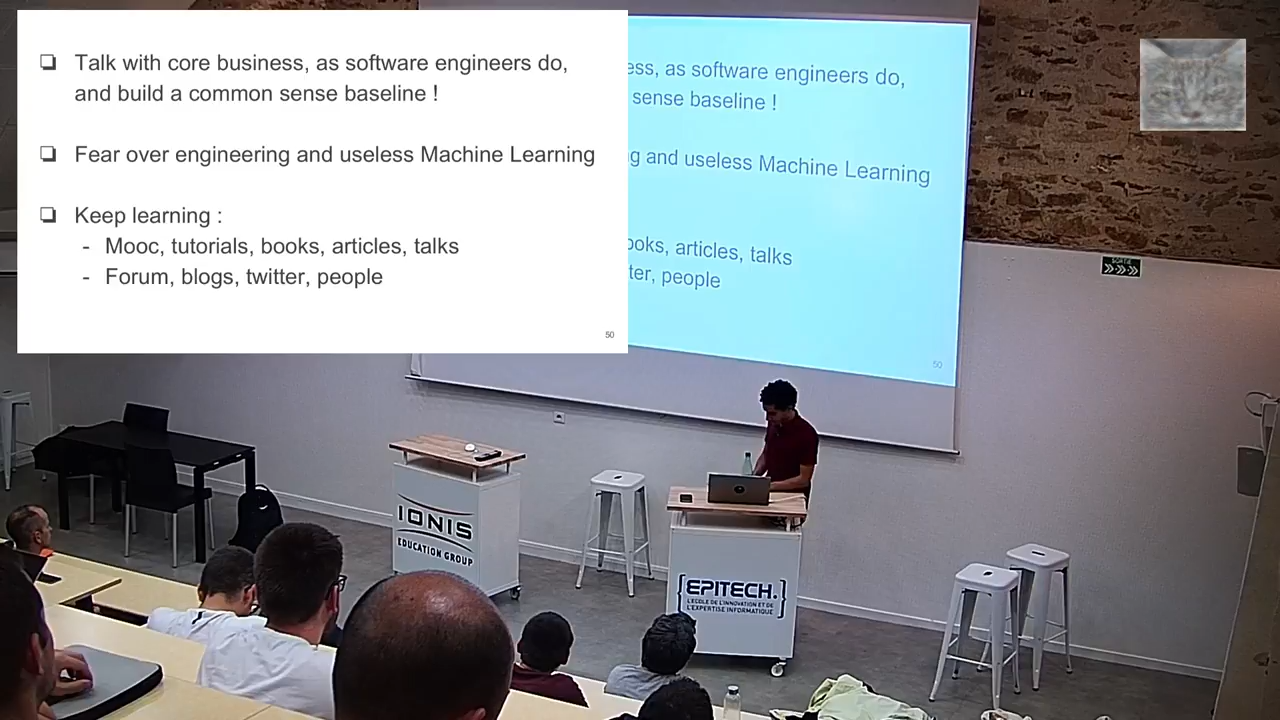 ❏ Talk with core business, as software engineers do,
and build a common sense baseline !
❏ Fear over engineering and useless Machine Learning
❏ Keep learning :
- Mooc, tutorials, books, articles, talks
- Forum, blogs, twitter, people
50
ess, as software engineers do,
sense baseline !
g and useless Machine Learning
ooks, articles, talks
ter, people
50
SORTIE
IONIS
EDUCATION GROUP
[EPITECH.]
L'ECOLE DE L'INNOVATION ET DE
L'EXPERTISE INFORMATIQUE